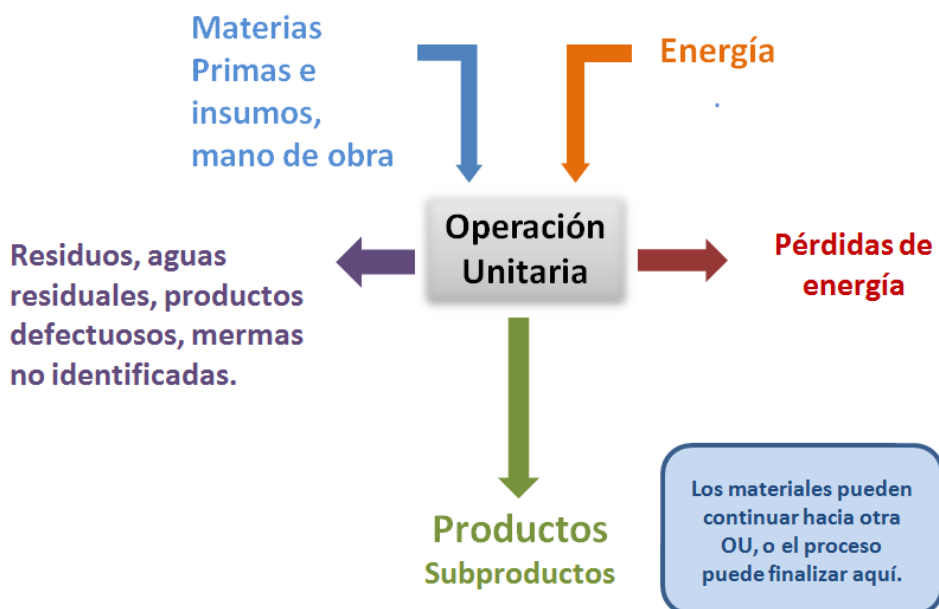 Materias
Primas e
insumos,
mano de obra
Energía
.
Operación
Unitaria
Residuos, aguas
residuales, productos
defectuosos, mermas
no identificadas.
Pérdidas de
energía
Productos
Subproductos
Los materiales pueden
continuar hacia otra
OU, o el proceso
puede finalizar aquí.